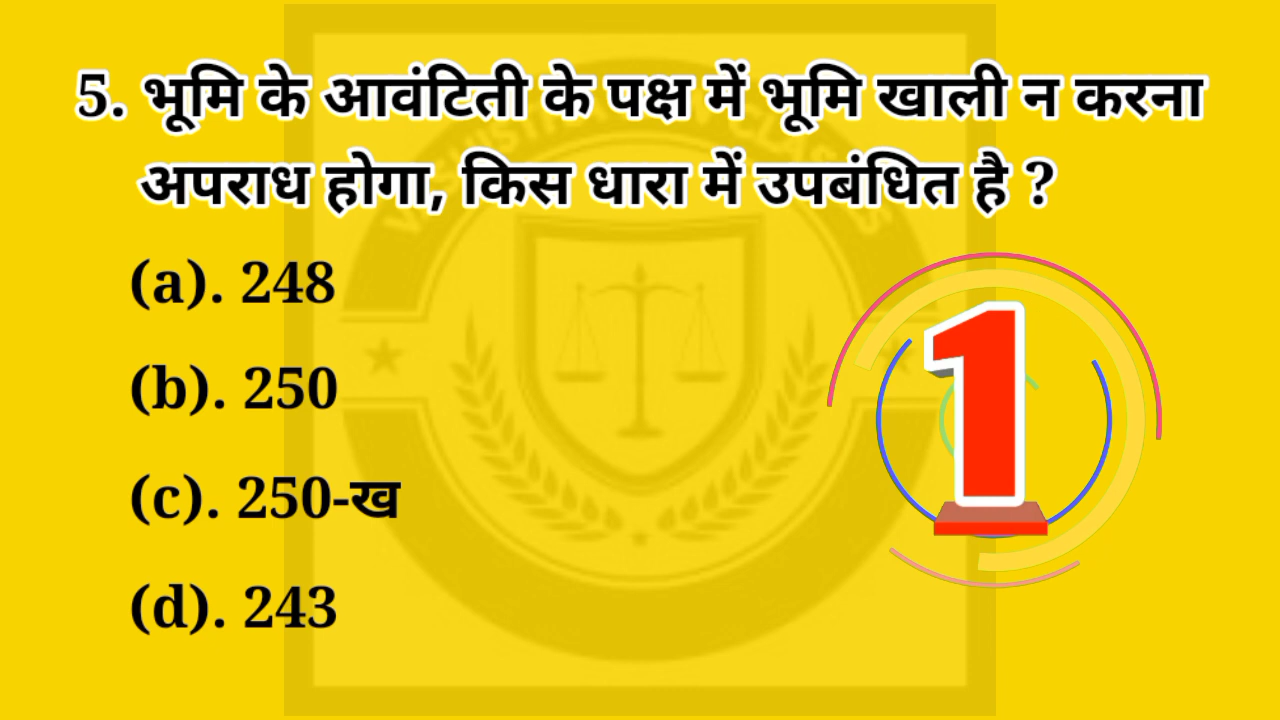 5. भूमि के आवंटिती के पक्ष में भूमि खाली न करना
अपराध होगा, किस धारा में उपबंधित है ?
(a). 248
(b). 250
(c). 250-ख
(d). 243
1